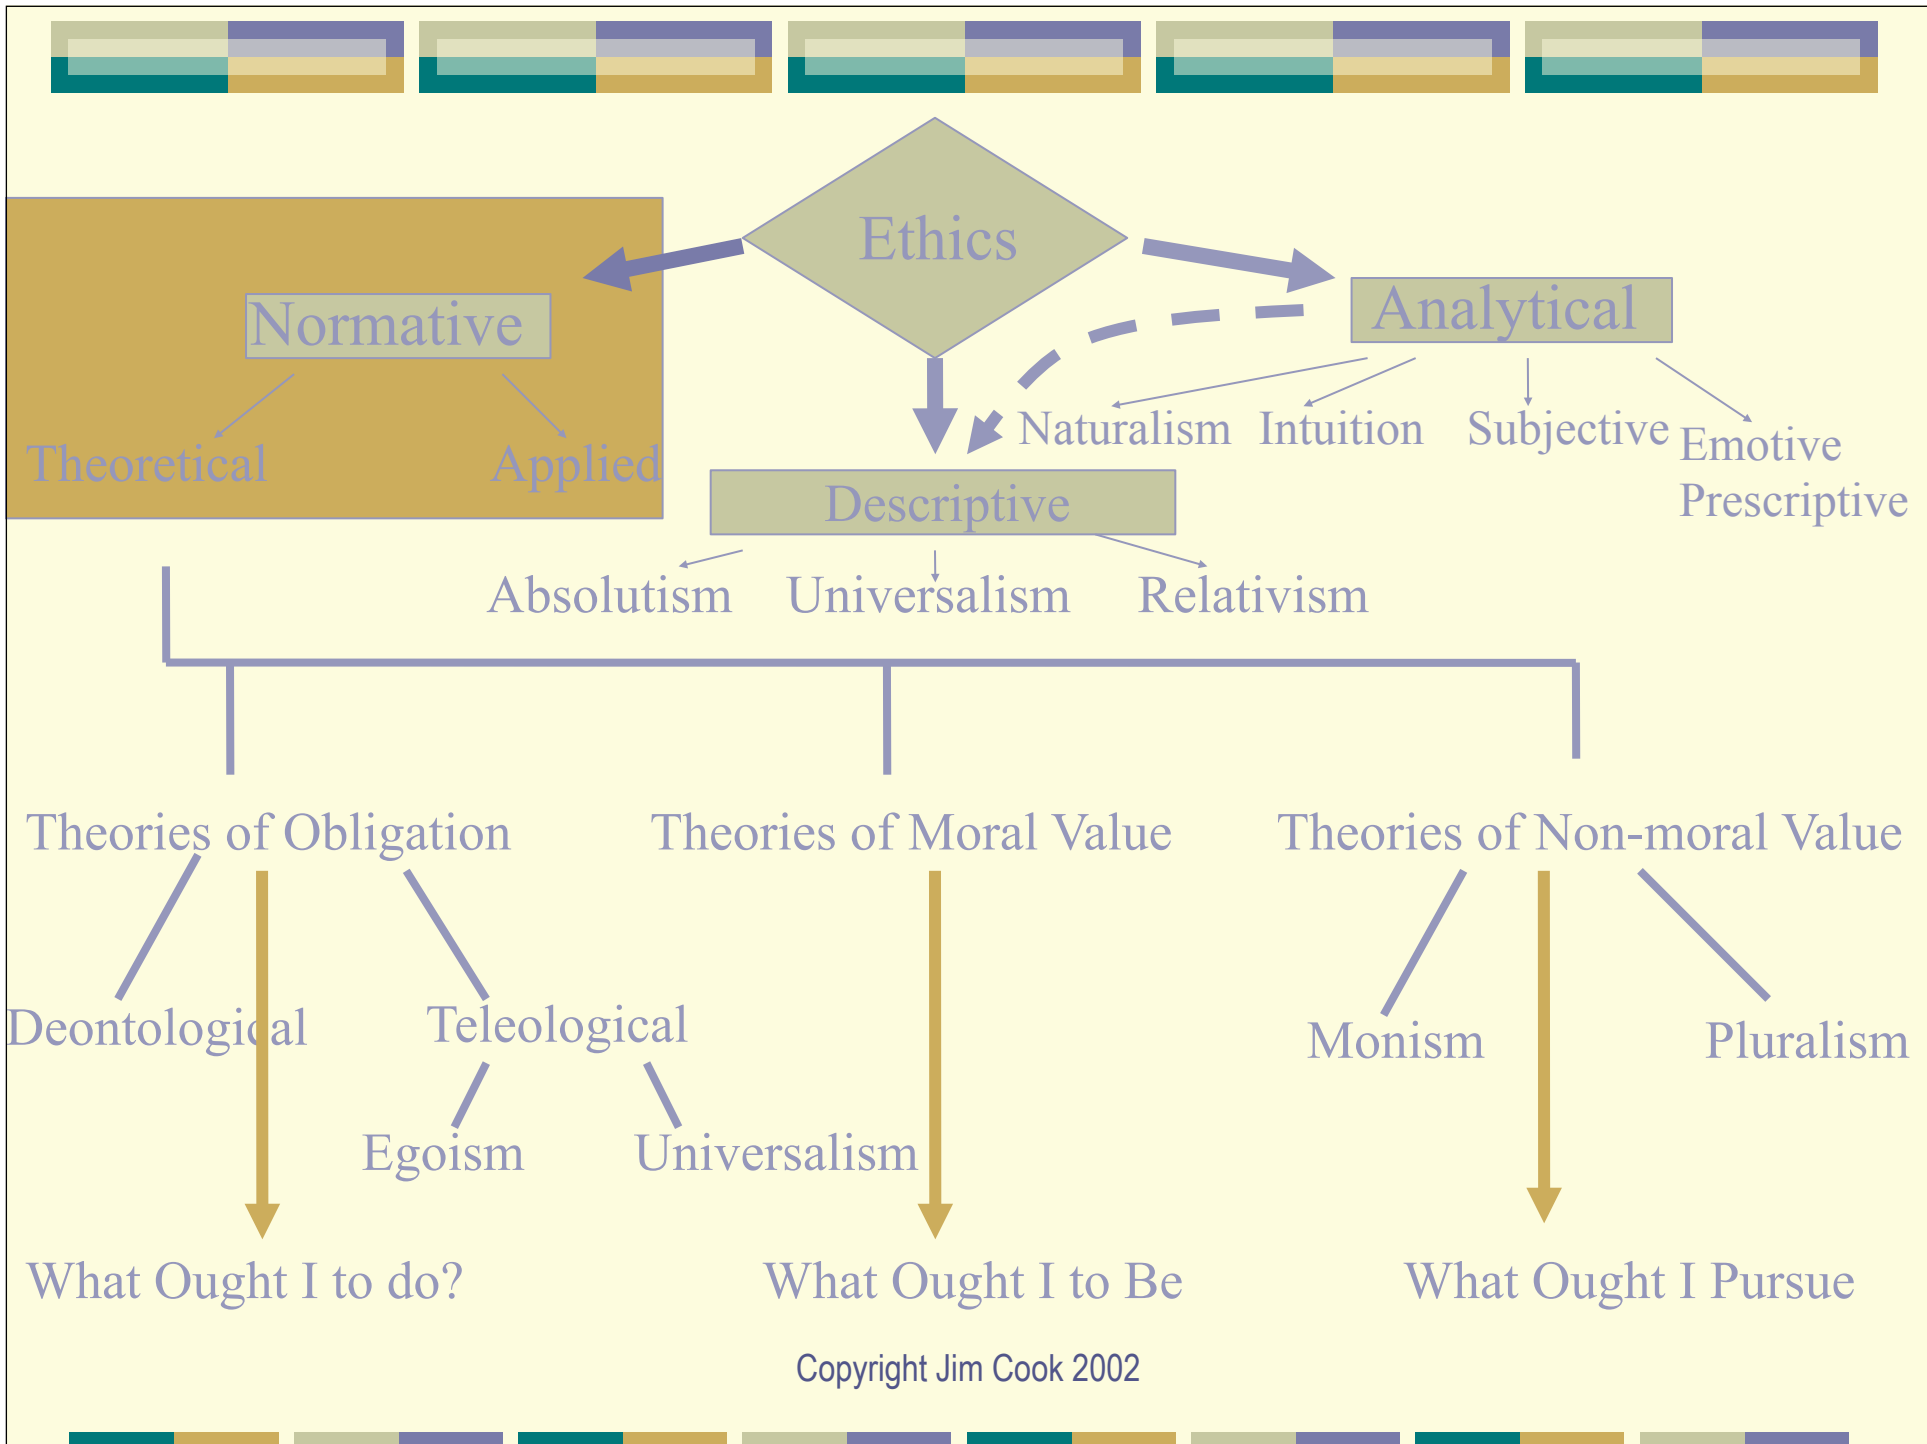 Ethics
Normative
Analytical
Theoretical
Applied
Naturalism
Intuition
Subjective
Emotive
Prescriptive
Descriptive
Absolutism
Universalism
Relativism
Theories of Obligation
Theories of Moral Value
Theories of Non-moral Value
Deontological
Teleological
Monism
Pluralism
Egoism
Universalism
What Ought I to do?
What Ought I to Be
What Ought I Pursue
Copyright Jim Cook 2002